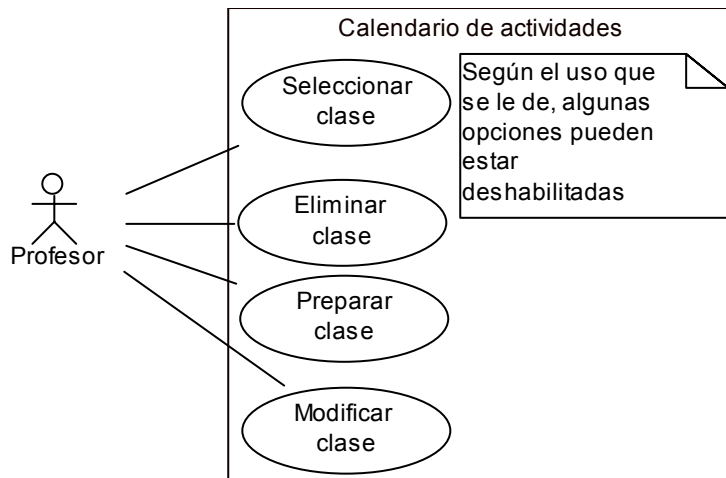 Calendario de actividades
Seleccionar
clase
Según el uso que
se le de, algunas
opciones pueden
estar
deshabilitadas
Eliminar
clase
Profesor
Preparar
clase
Modificar
clase